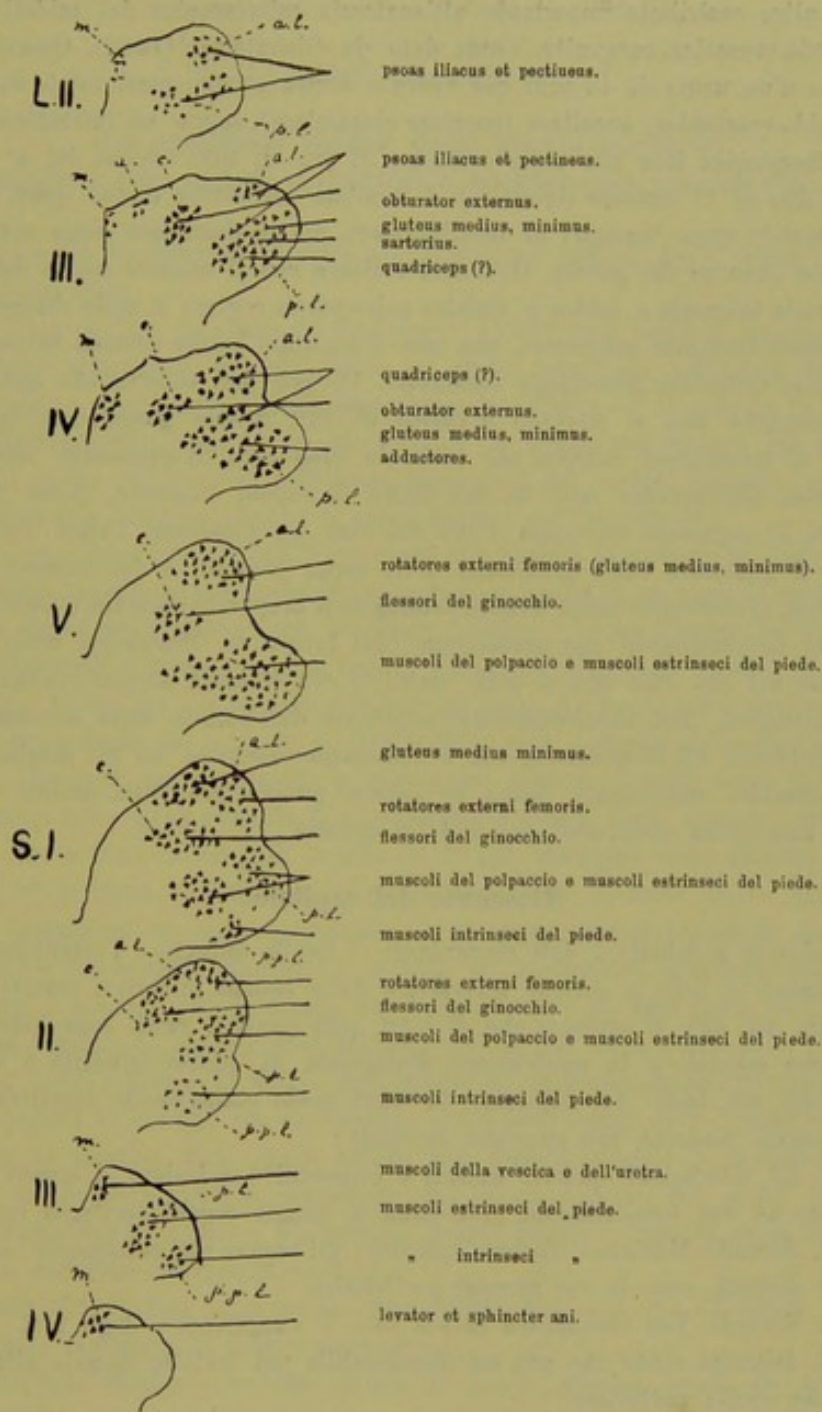 m. a.l.
L.II. psoas iliacus et pectineus.
p.l.
psoas iliacus et pectineus.
m. c. a.l.
obturator externus.
gluteus medius, minimus.
sartorius.
III. quadriceps (?).
p.l.
m. c. a.l.
quadriceps (?).
IV. obturator externus.
gluteus medius, minimus.
adductores.
p.l.
c. a.l.
rotatores externi femoris (gluteus medius, minimus).
V. flessori del ginocchio.
muscoli del polpaccio e muscoli estrinseci del piede.
c. a.l.
gluteus medius minimus.
rotatores externi femoris.
S.I. flessori del ginocchio.
muscoli del polpaccio e muscoli estrinseci del piede.
p.l.
muscoli intrinseci del piede.
p.p.l.
a.l.
c. rotatores externi femoris.
flessori del ginocchio.
II. muscoli del polpaccio e muscoli estrinseci del piede.
p.l
muscoli intrinseci del piede.
p.p.l.
m.
muscoli della vescica e dell'uretra.
III. p.l.
muscoli estrinseci del piede.
„ intrinseci „
p.p.l.
m.
IV. levator et sphincter ani.